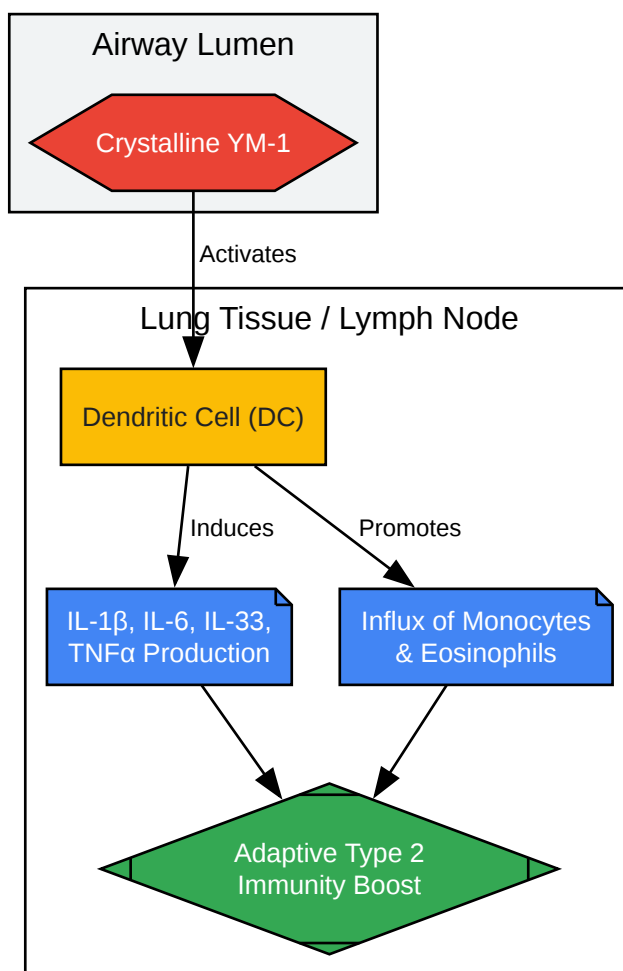 Airway Lumen
Crystalline YM-1
Activates
Lung Tissue / Lymph Node
Dendritic Cell (DC)
Induces
Promotes
IL-1β, IL-6, IL-33,
TNFα Production
Influx of Monocytes
& Eosinophils
Adaptive Type 2
Immunity Boost